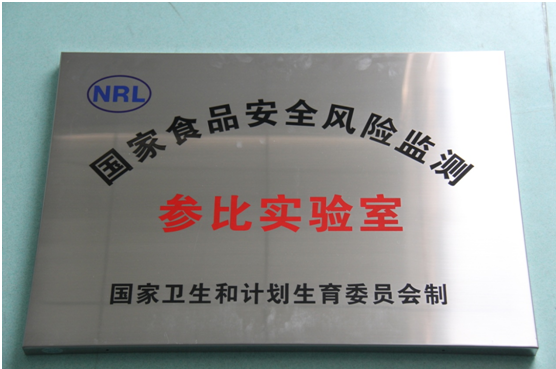 NRL
国家食品安全风险监测
参比实验室
国家卫生和计划生育委员会制